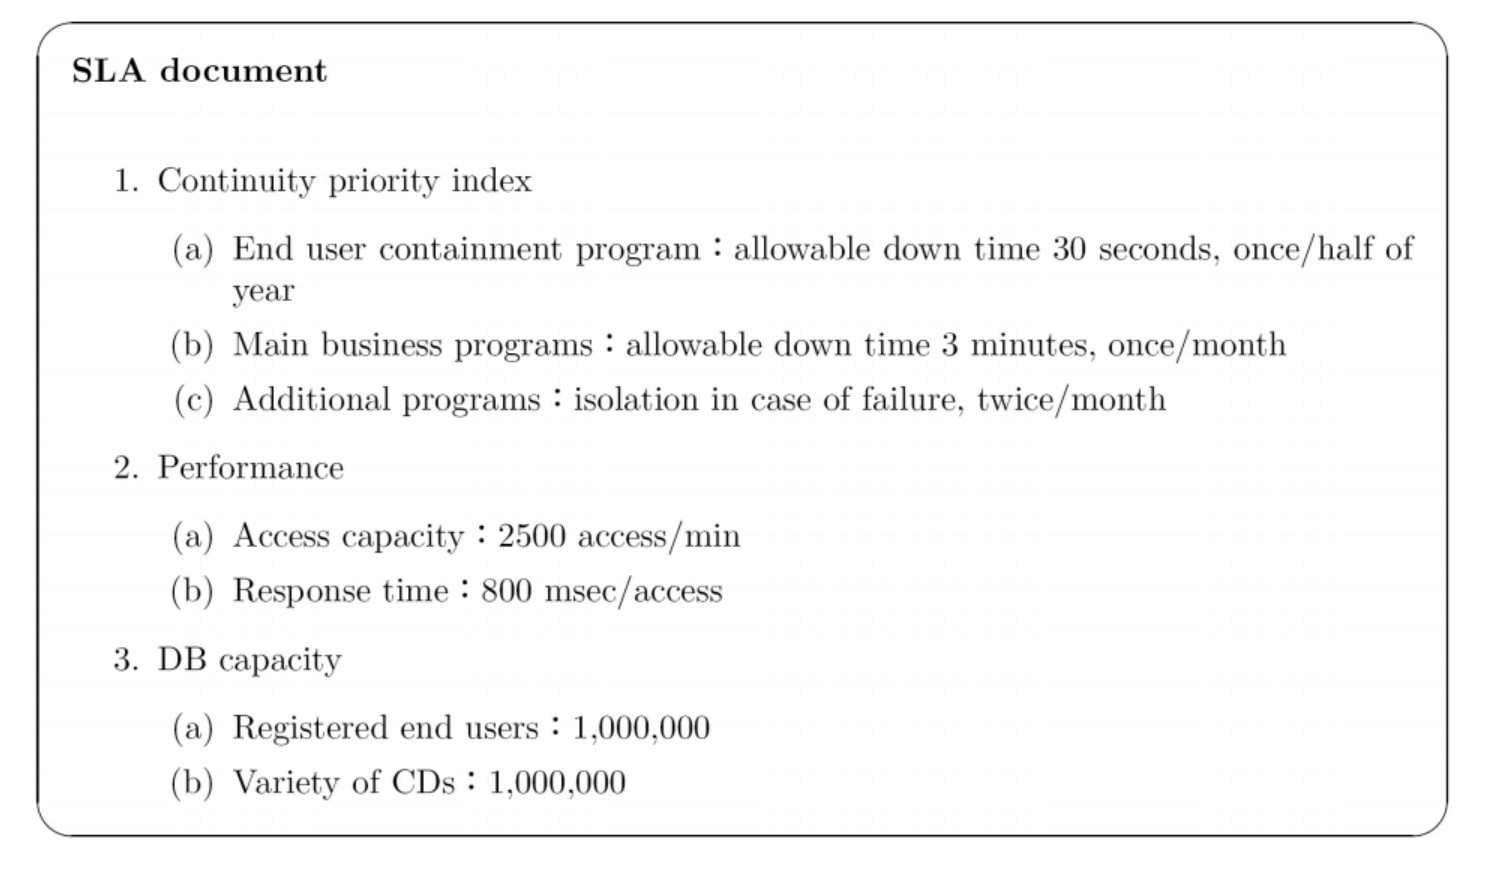 SLA document
1. Continuity priority index
(a) End user containment program：allowable down time 30 seconds, once/half of
year
(b) Main business programs：allowable down time 3 minutes, once/month
(c) Additional programs：isolation in case of failure, twice/month
2. Performance
(a) Access capacity：2500 access/min
(b) Response time：800 msec/access
3. DB capacity
(a) Registered end users：1,000,000
(b) Variety of CDs：1,000,000